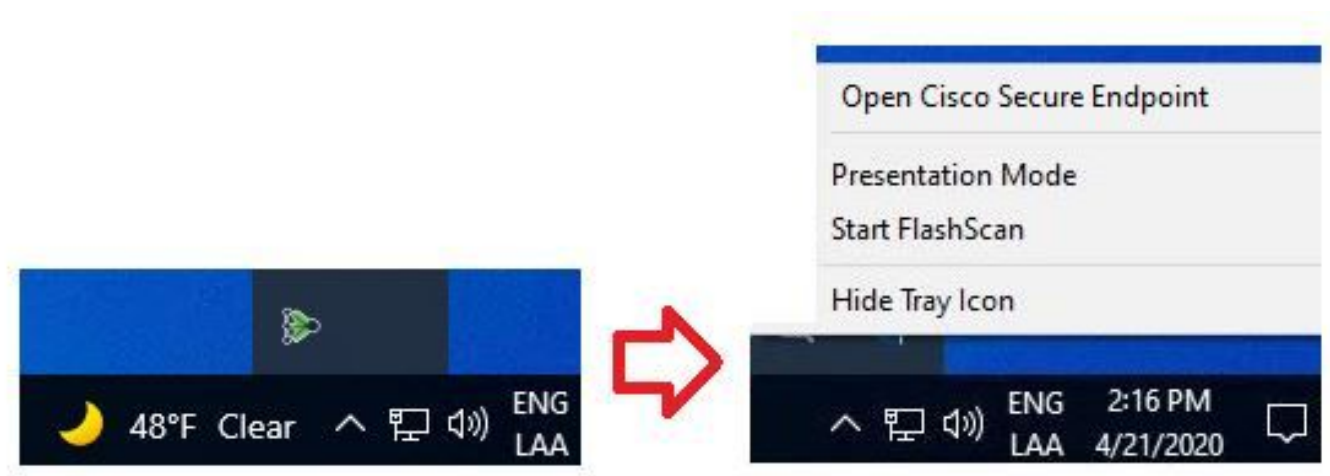 48°F Clear
ENG
LAA
Open Cisco Secure Endpoint
Presentation Mode
Start FlashScan
Hide Tray Icon
ENG
LAA
2:16 PM
4/21/2020